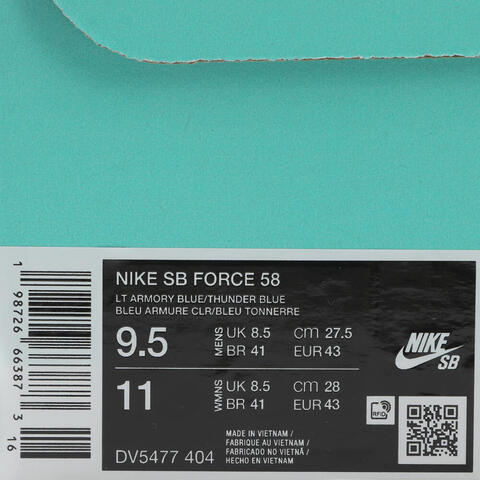 NIKE SB FORCE 58
LT ARMORY BLUE/THUNDER BLUE
BLEU ARMURE CLR/BLEU TONNERRE
9.5 MENS UK 8.5 CM 27.5
BR 41 EUR 43
11 WMNS UK 8.5 CM 28
BR 41 EUR 43
NIKE
SB
RFID
MADE IN VIETNAM /
FABRIQUE AU VIETNAM /
FABRICADO NO VIETNÃ /
HECHO EN VIETNAM
DV5477 404
1 98726 66387 3 16